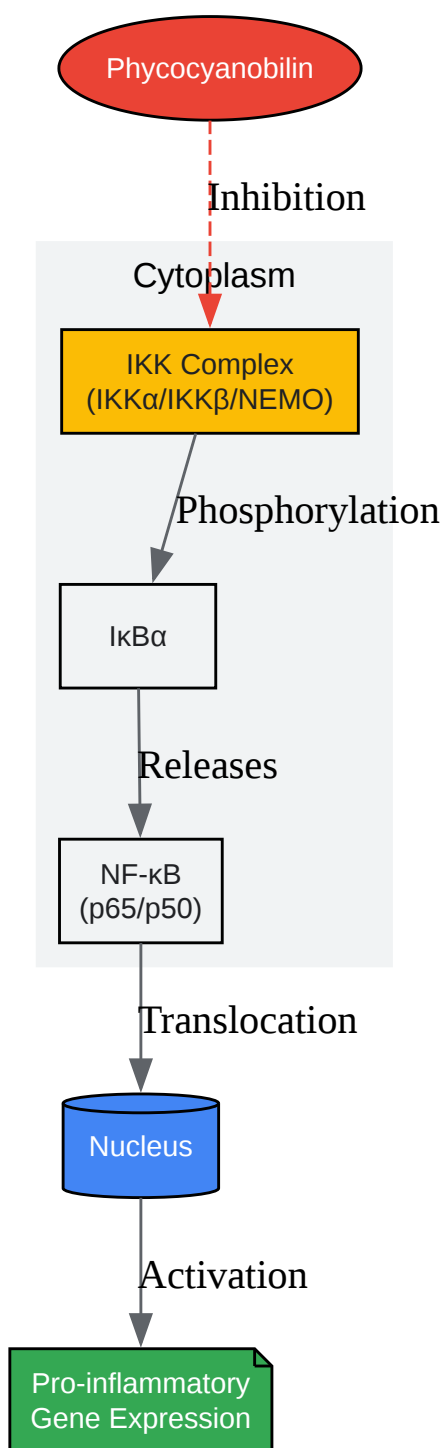 Phycocyanobilin
Inhibition
Cytoplasm
IKK Complex
(IKKα/IKKβ/NEMO)
Phosphorylation
IκBα
Releases
NF-κB
(p65/p50)
Translocation
Nucleus
Activation
Pro-inflammatory
Gene Expression